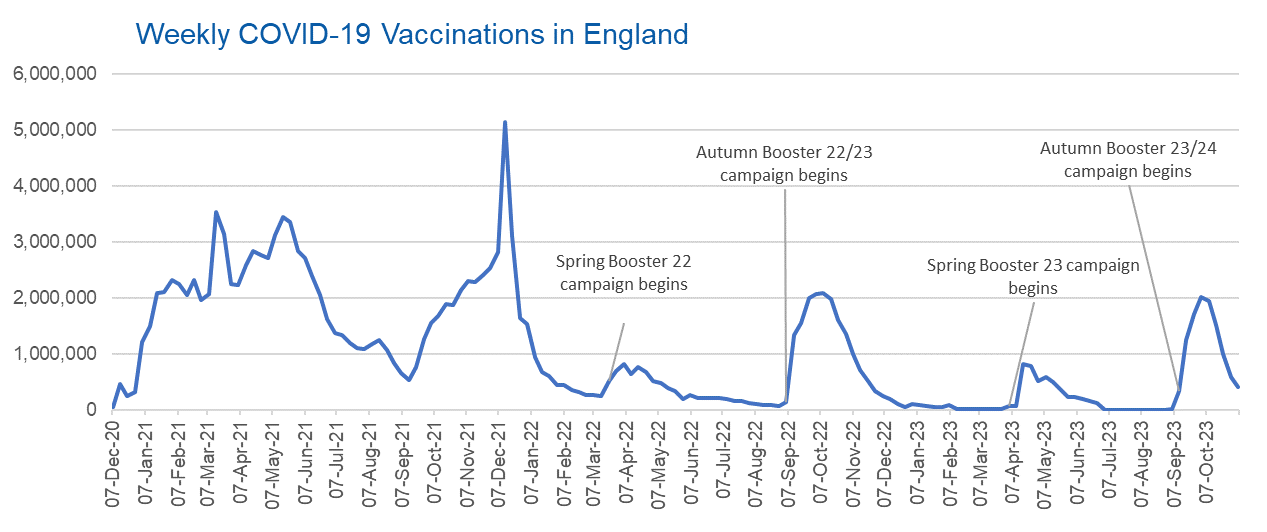 Weekly COVID-19 Vaccinations in England
6,000,000
5,000,000
4,000,000
3,000,000
2,000,000
1,000,000
0
Spring Booster 22
campaign begins
Autumn Booster 22/23
campaign begins
Spring Booster 23 campaign
begins
Autumn Booster 23/24
campaign begins
07-Dec-20
07-Jan-21
07-Feb-21
07-Mar-21
07-Apr-21
07-May-21
07-Jun-21
07-Jul-21
07-Aug-21
07-Sep-21
07-Oct-21
07-Nov-21
07-Dec-21
07-Jan-22
07-Feb-22
07-Mar-22
07-Apr-22
07-May-22
07-Jun-22
07-Jul-22
07-Aug-22
07-Sep-22
07-Oct-22
07-Nov-22
07-Dec-22
07-Jan-23
07-Feb-23
07-Mar-23
07-Apr-23
07-May-23
07-Jun-23
07-Jul-23
07-Aug-23
07-Sep-23
07-Oct-23